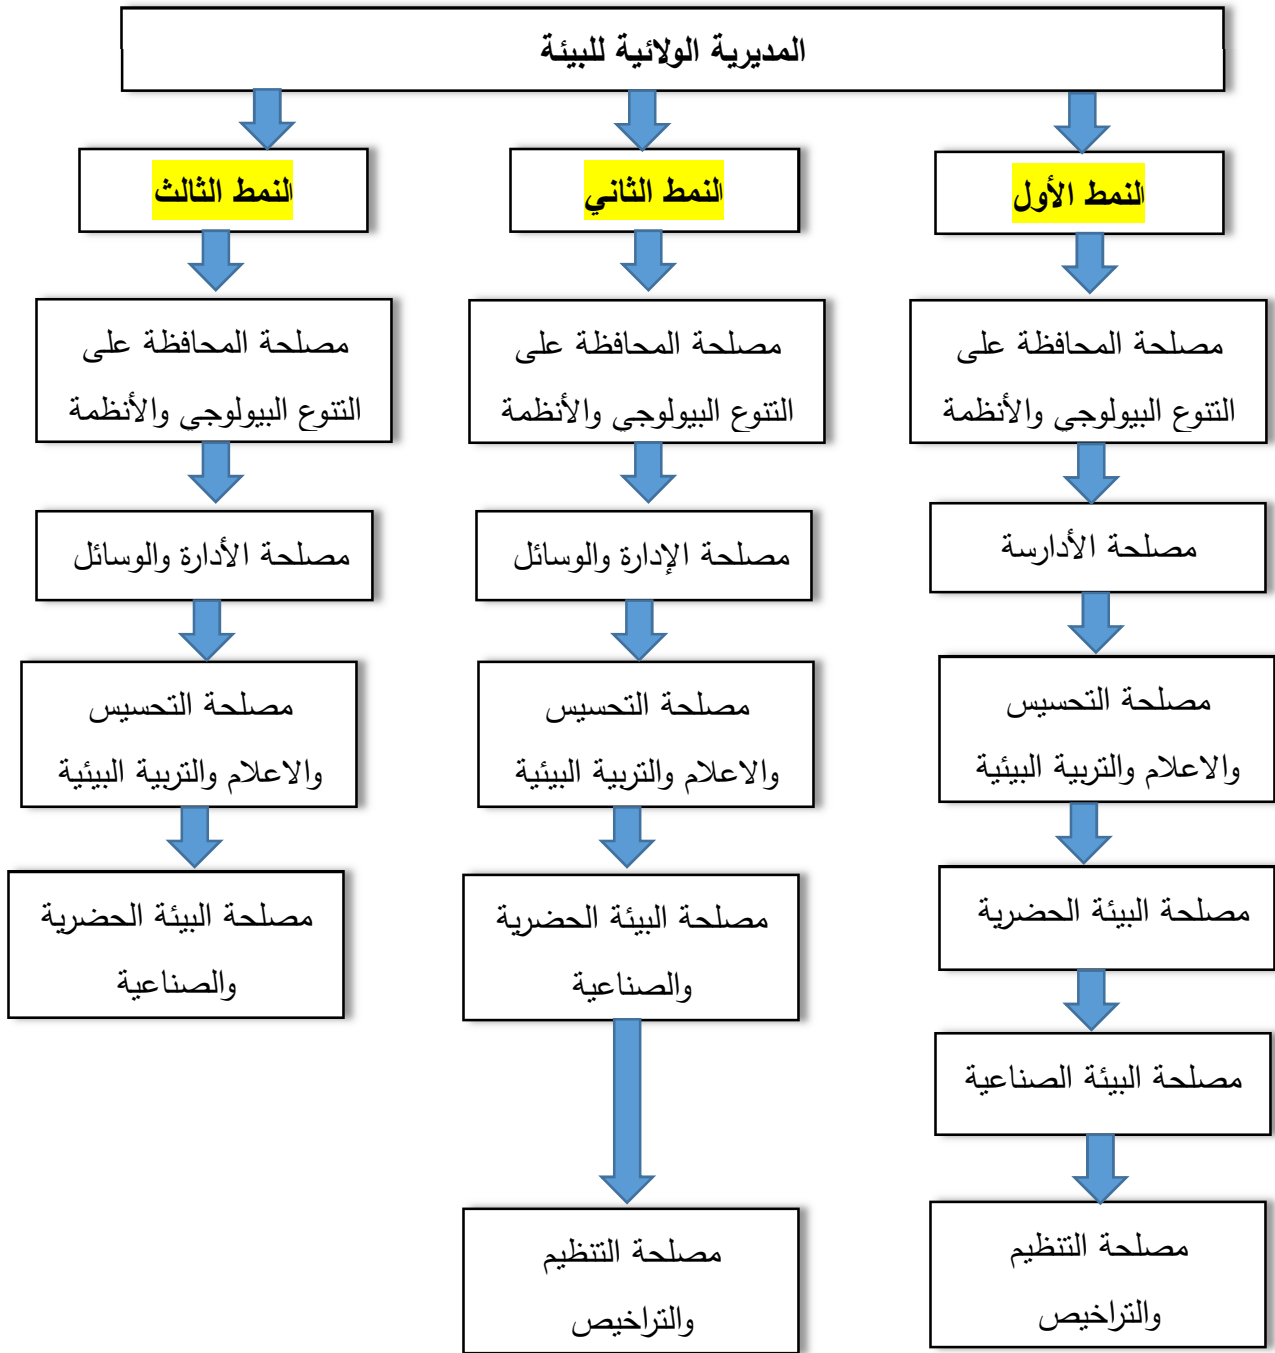 المديرية الولائية للبيئة
النمط الأول
النمط الثاني
النمط الثالث
مصلحة المحافظة على
التنوع البيولوجي والأنظمة
مصلحة المحافظة على
التنوع البيولوجي والأنظمة
مصلحة المحافظة على
التنوع البيولوجي والأنظمة
مصلحة الأدارسة
مصلحة الإدارة والوسائل
مصلحة الأدارة والوسائل
مصلحة التحسيس
والاعلام والتربية البيئية
مصلحة التحسيس
والاعلام والتربية البيئية
مصلحة التحسيس
والاعلام والتربية البيئية
مصلحة البيئة الحضرية
مصلحة البيئة الحضرية
والصناعية
مصلحة البيئة الحضرية
والصناعية
مصلحة البيئة الصناعية
مصلحة التنظيم
والتراخيص
مصلحة التنظيم
والتراخيص